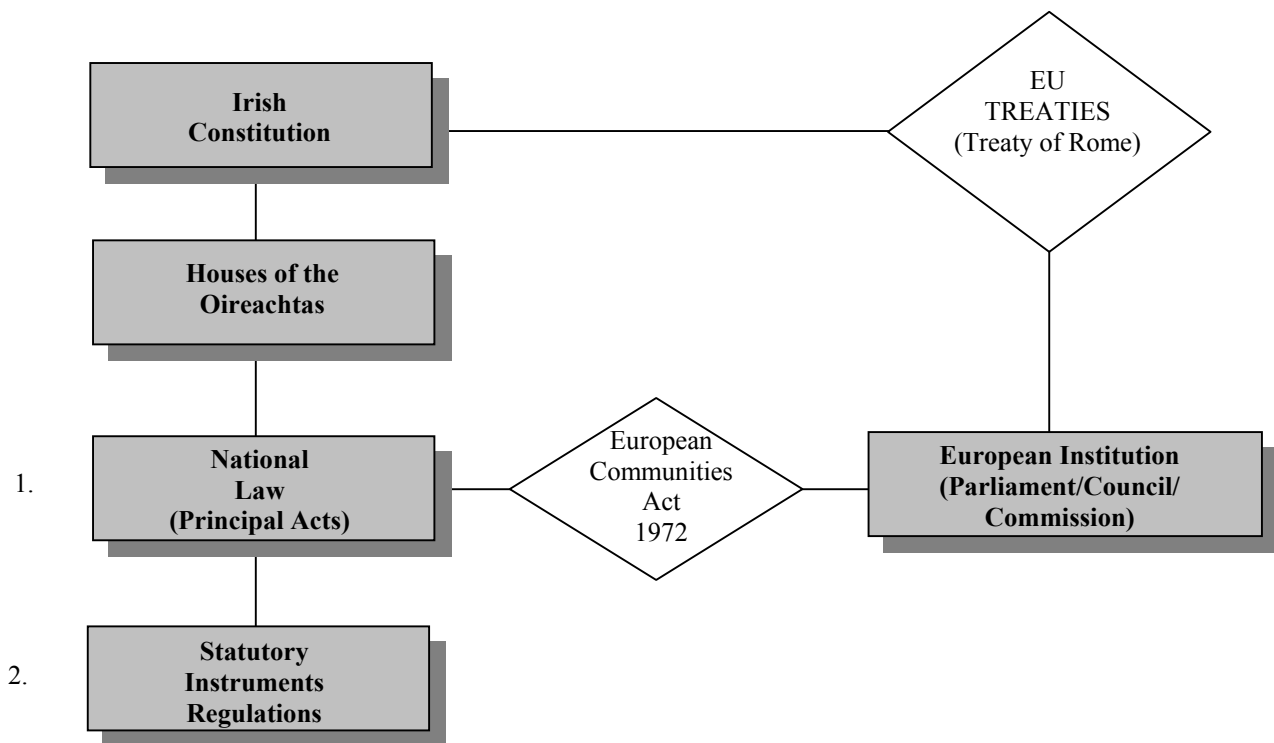 Irish
Constitution
EU
TREATIES
(Treaty of Rome)
Houses of the
Oireachtas
1.
National
Law
(Principal Acts)
European
Communities
Act
1972
European Institution
(Parliament/Council/
Commission)
2.
Statutory
Instruments
Regulations